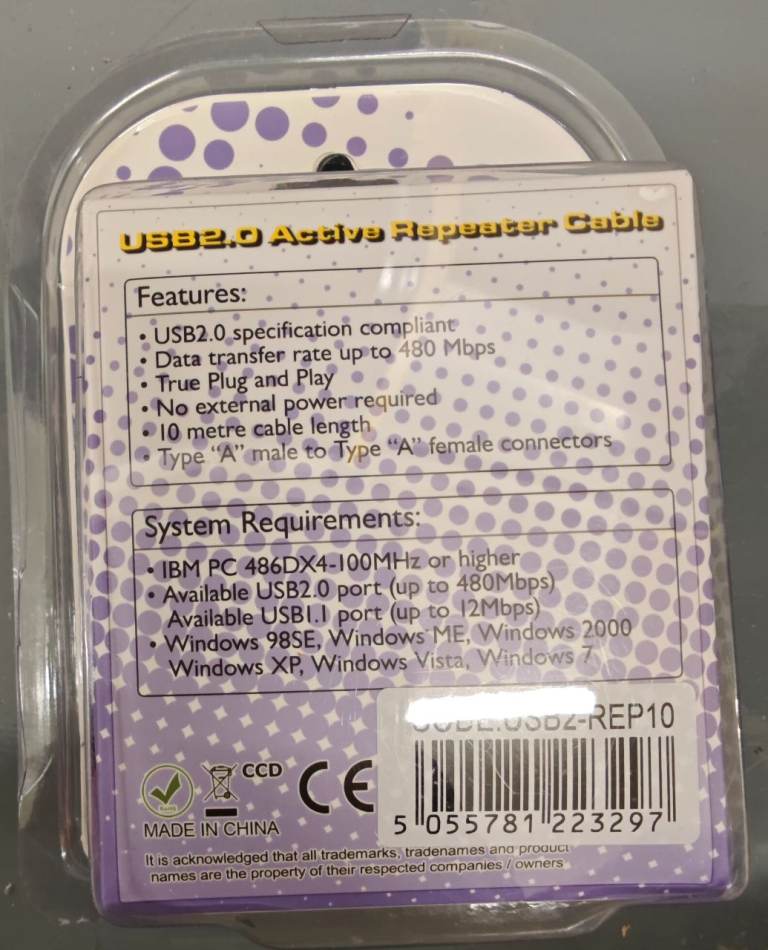 USB2.0 Active Repeater Cable
Features:
• USB2.0 specification compliant
• Data transfer rate up to 480 Mbps
• True Plug and Play
• No external power required
• 10 metre cable length
• Type “A” male to Type “A” female connectors
System Requirements:
• IBM PC 486DX4-100MHz or higher
• Available USB2.0 port (up to 480Mbps)
Available USB1.1 port (up to 12Mbps)
• Windows 98SE, Windows ME, Windows 2000
Windows XP, Windows Vista, Windows 7
CODE:USB2-REP10
CCD CE
5 055781 223297
MADE IN CHINA
It is acknowledged that all trademarks, tradenames and product
names are the property of their respected companies / owners